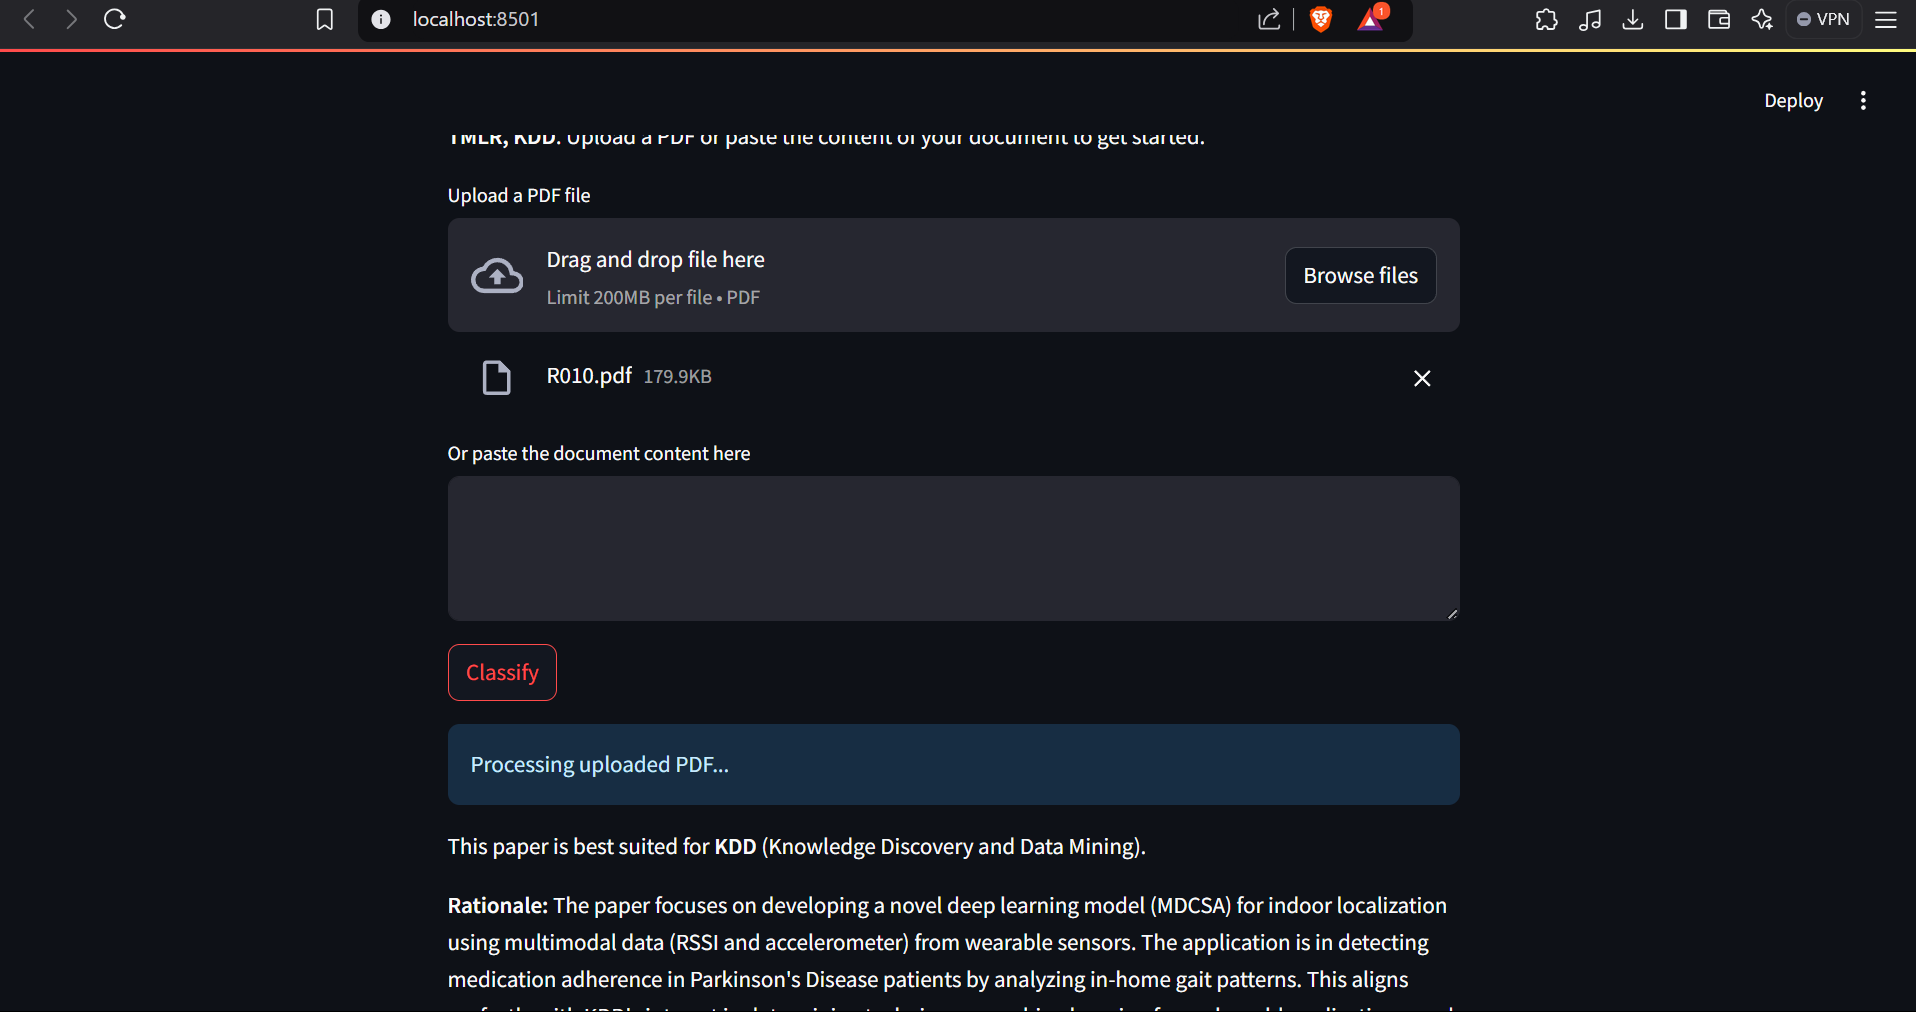 localhost:8501
1
VPN
Deploy
TMLR, KDD. Upload a PDF or paste the content of your document to get started.
Upload a PDF file
Drag and drop file here
Limit 200MB per file • PDF
Browse files
R010.pdf 179.9KB
Or paste the document content here
Classify
Processing uploaded PDF...
This paper is best suited for KDD (Knowledge Discovery and Data Mining).
Rationale: The paper focuses on developing a novel deep learning model (MDCSA) for indoor localization
using multimodal data (RSSI and accelerometer) from wearable sensors. The application is in detecting
medication adherence in Parkinson's Disease patients by analyzing in-home gait patterns. This aligns